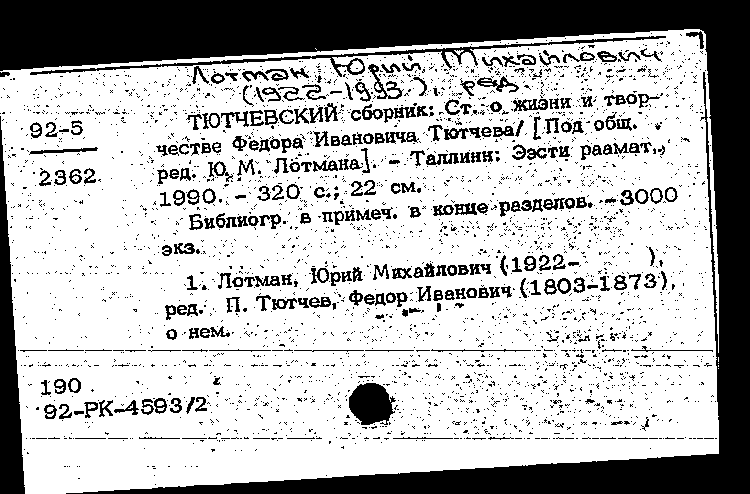 Лотман, Юрий Михайлович
(1922-1993), ред.
ТЮТЧЕВСКИЙ сборник: Ст. о жизни и твор-
92-5
честве Федора Ивановича Тютчева/ [Под общ.
2362
ред. Ю. М. Лотмана]. - Таллинн: Ээсти раамат,
1990. - 320 с.; 22 см.
Библиогр. в примеч. в конце разделов. -3000
экз.
1. Лотман, Юрий Михайлович (1922-      ),
ред. П. Тютчев, Федор Иванович (1803-1873),
о нем.
190
92-РК-4593/2